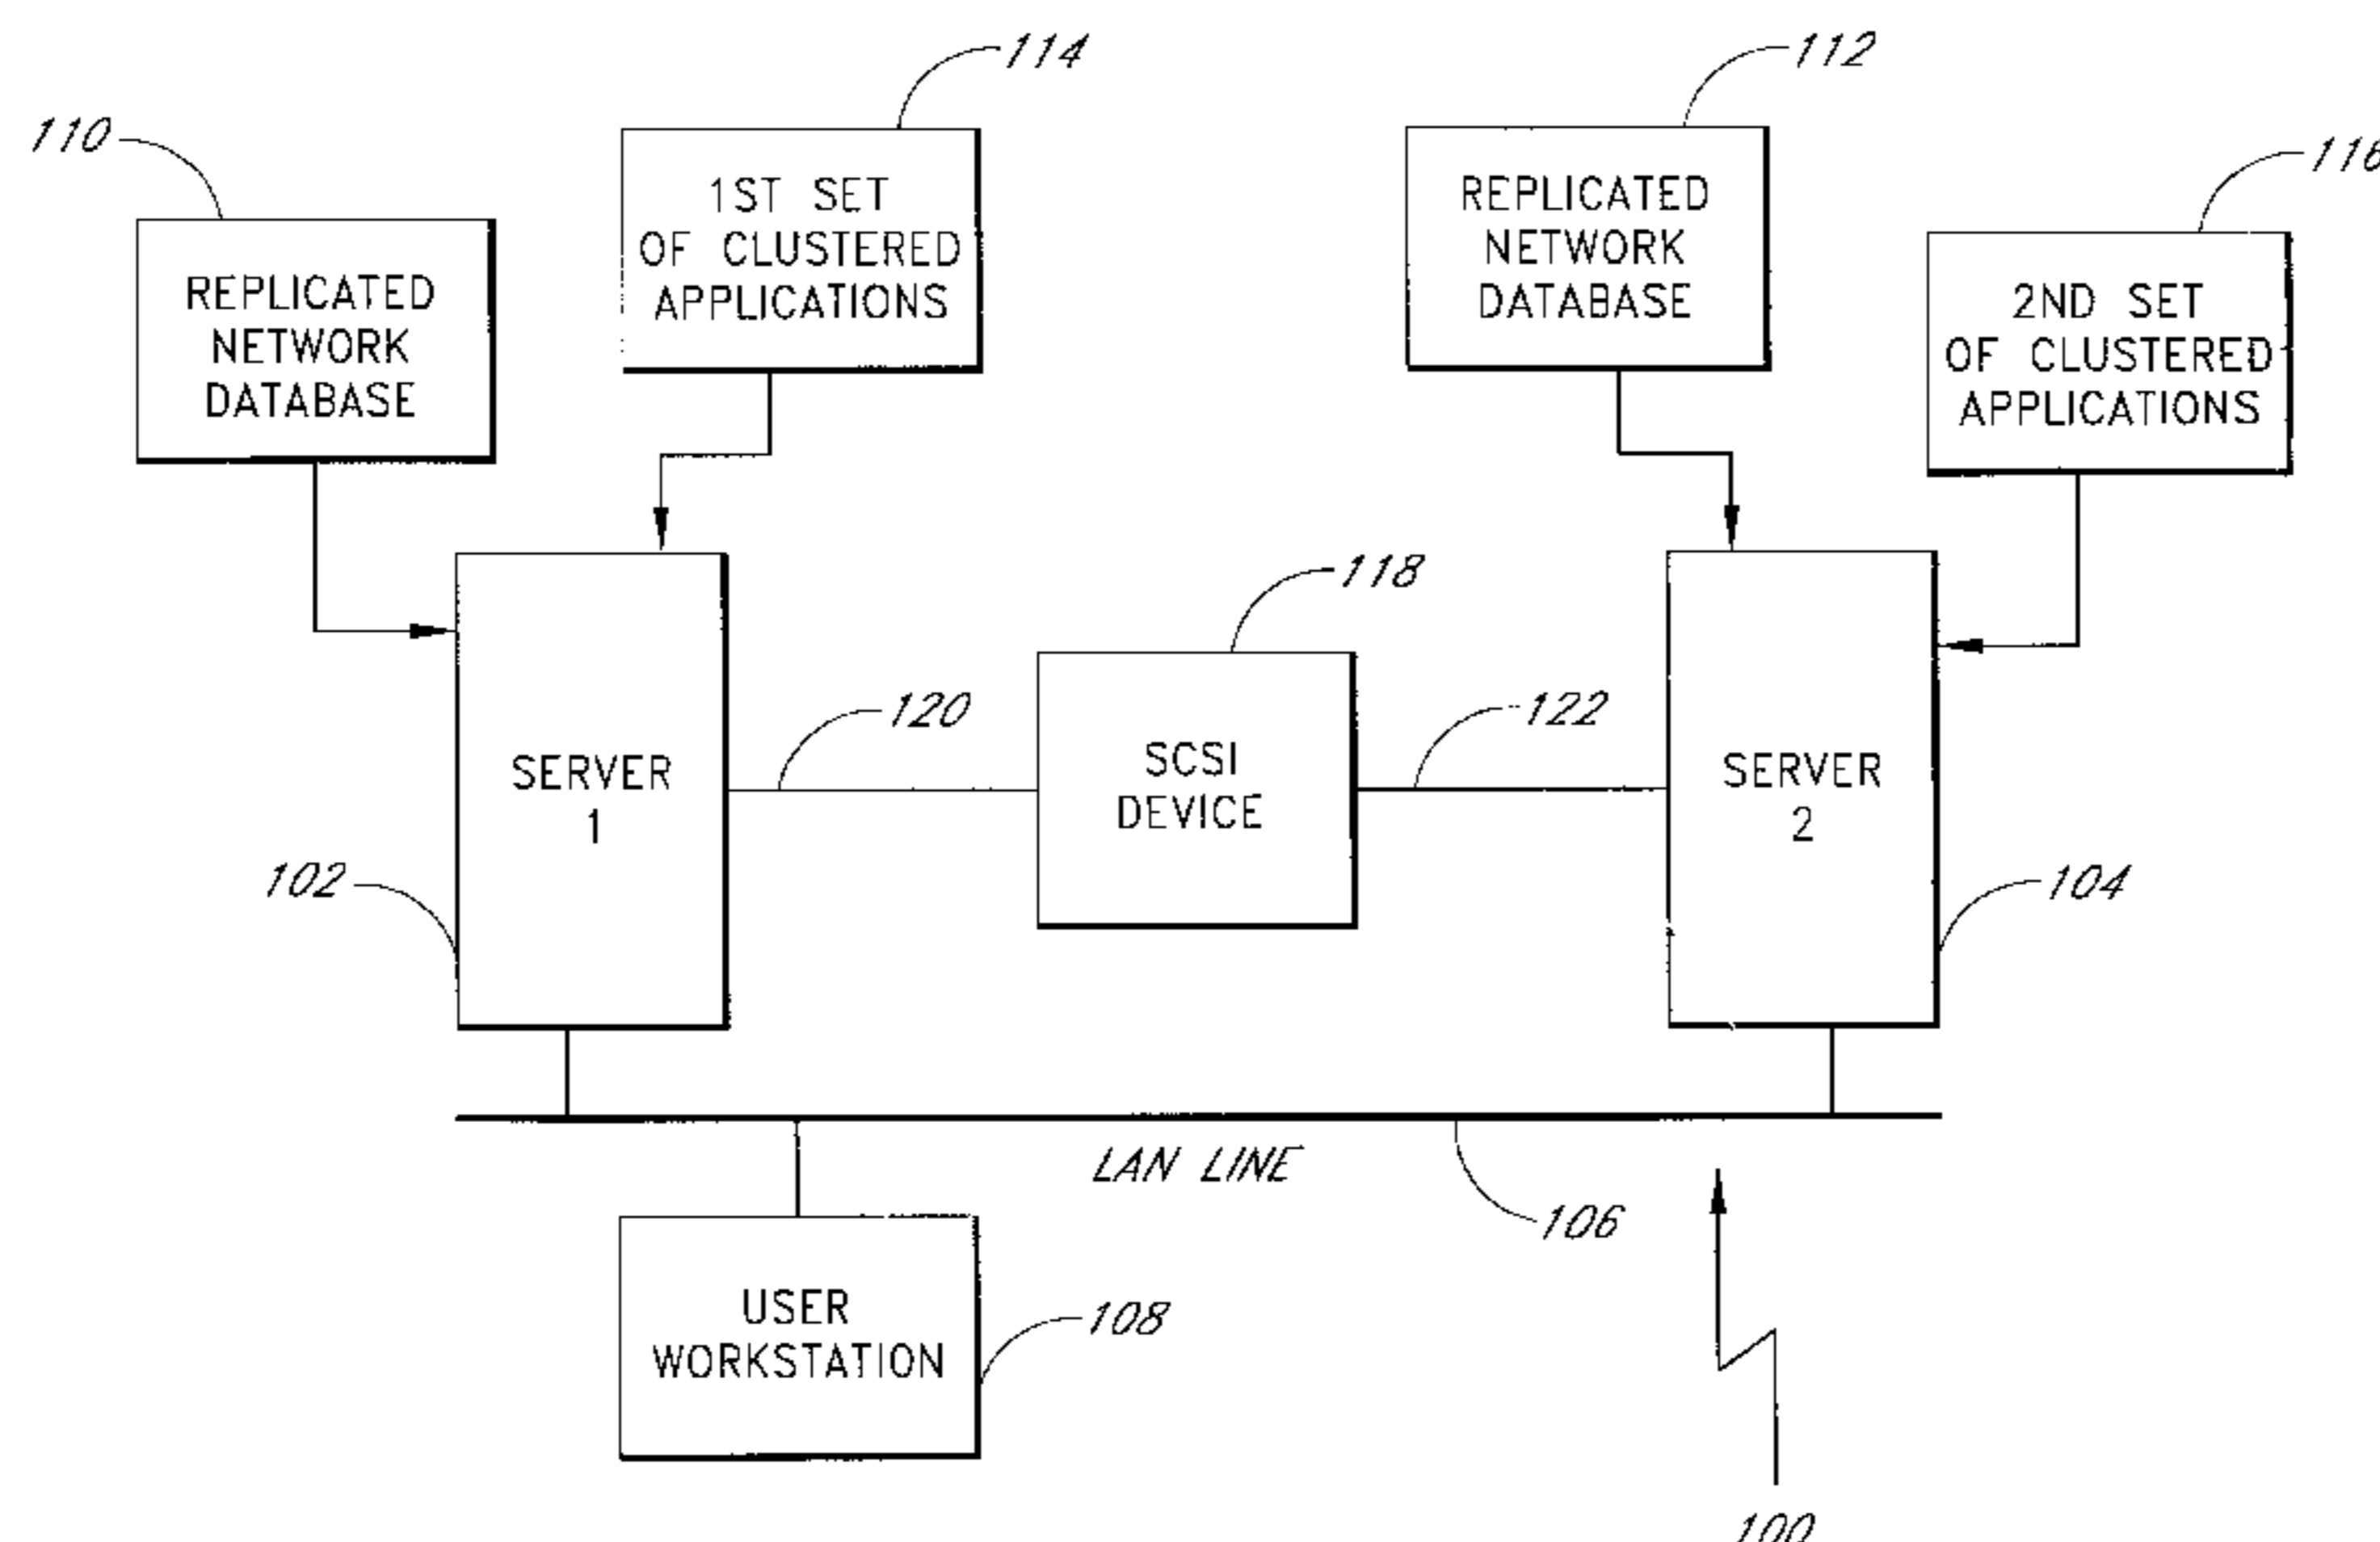 114
112
110
116
1ST SET
OF CLUSTERED
APPLICATIONS
REPLICATED
NETWORK
DATABASE
REPLICATED
NETWORK
DATABASE
2ND SET
OF CLUSTERED
APPLICATIONS
118
120
122
SERVER
1
SCSI
DEVICE
SERVER
2
102
104
LAN LINE
106
USER
WORKSTATION
108
100